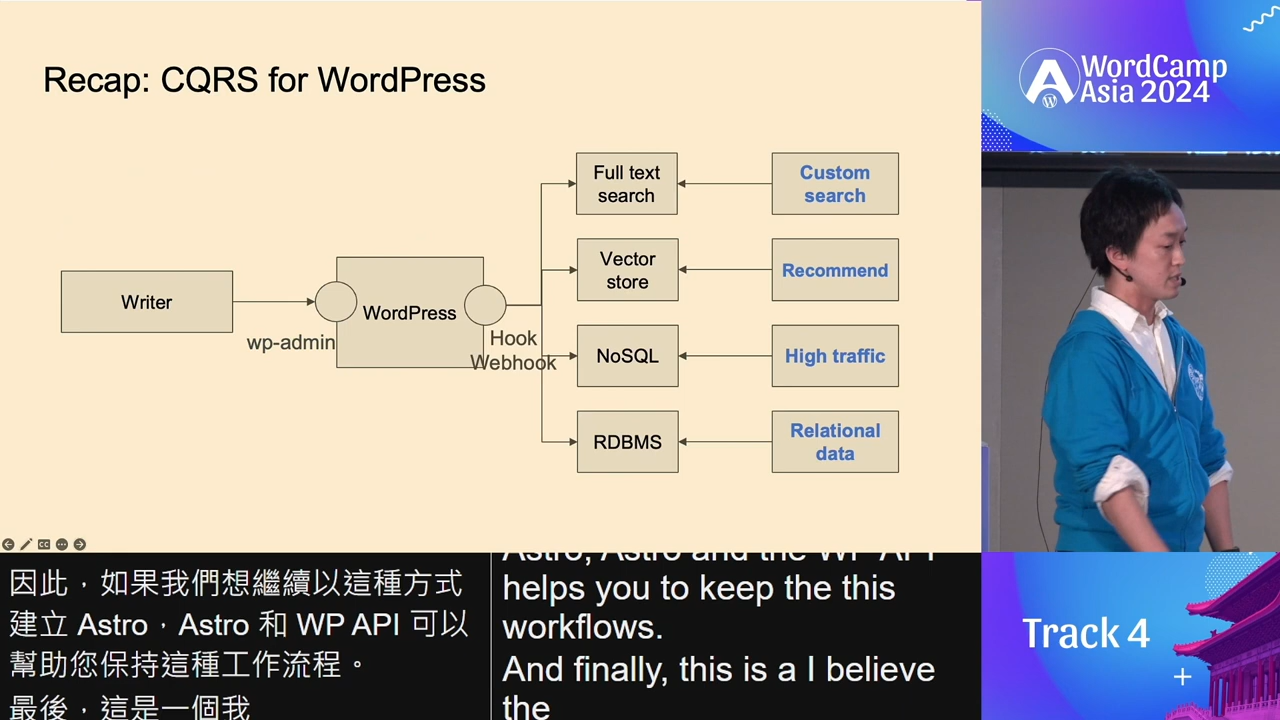 Recap: CQRS for WordPress
Writer
wp-admin
WordPress
Hook
Webhook
Full text
search
Custom
search
Vector
store
Recommend
NoSQL
High traffic
RDBMS
Relational
data
WordCamp
Asia 2024
因此，如果我們想繼續以這種方式
建立 Astro，Astro 和 WP API 可以
幫助您保持這種工作流程。
最後，這是一個我
Astro, Astro and the WP API
helps you to keep the this
workflows.
And finally, this is a I believe
the
Track 4